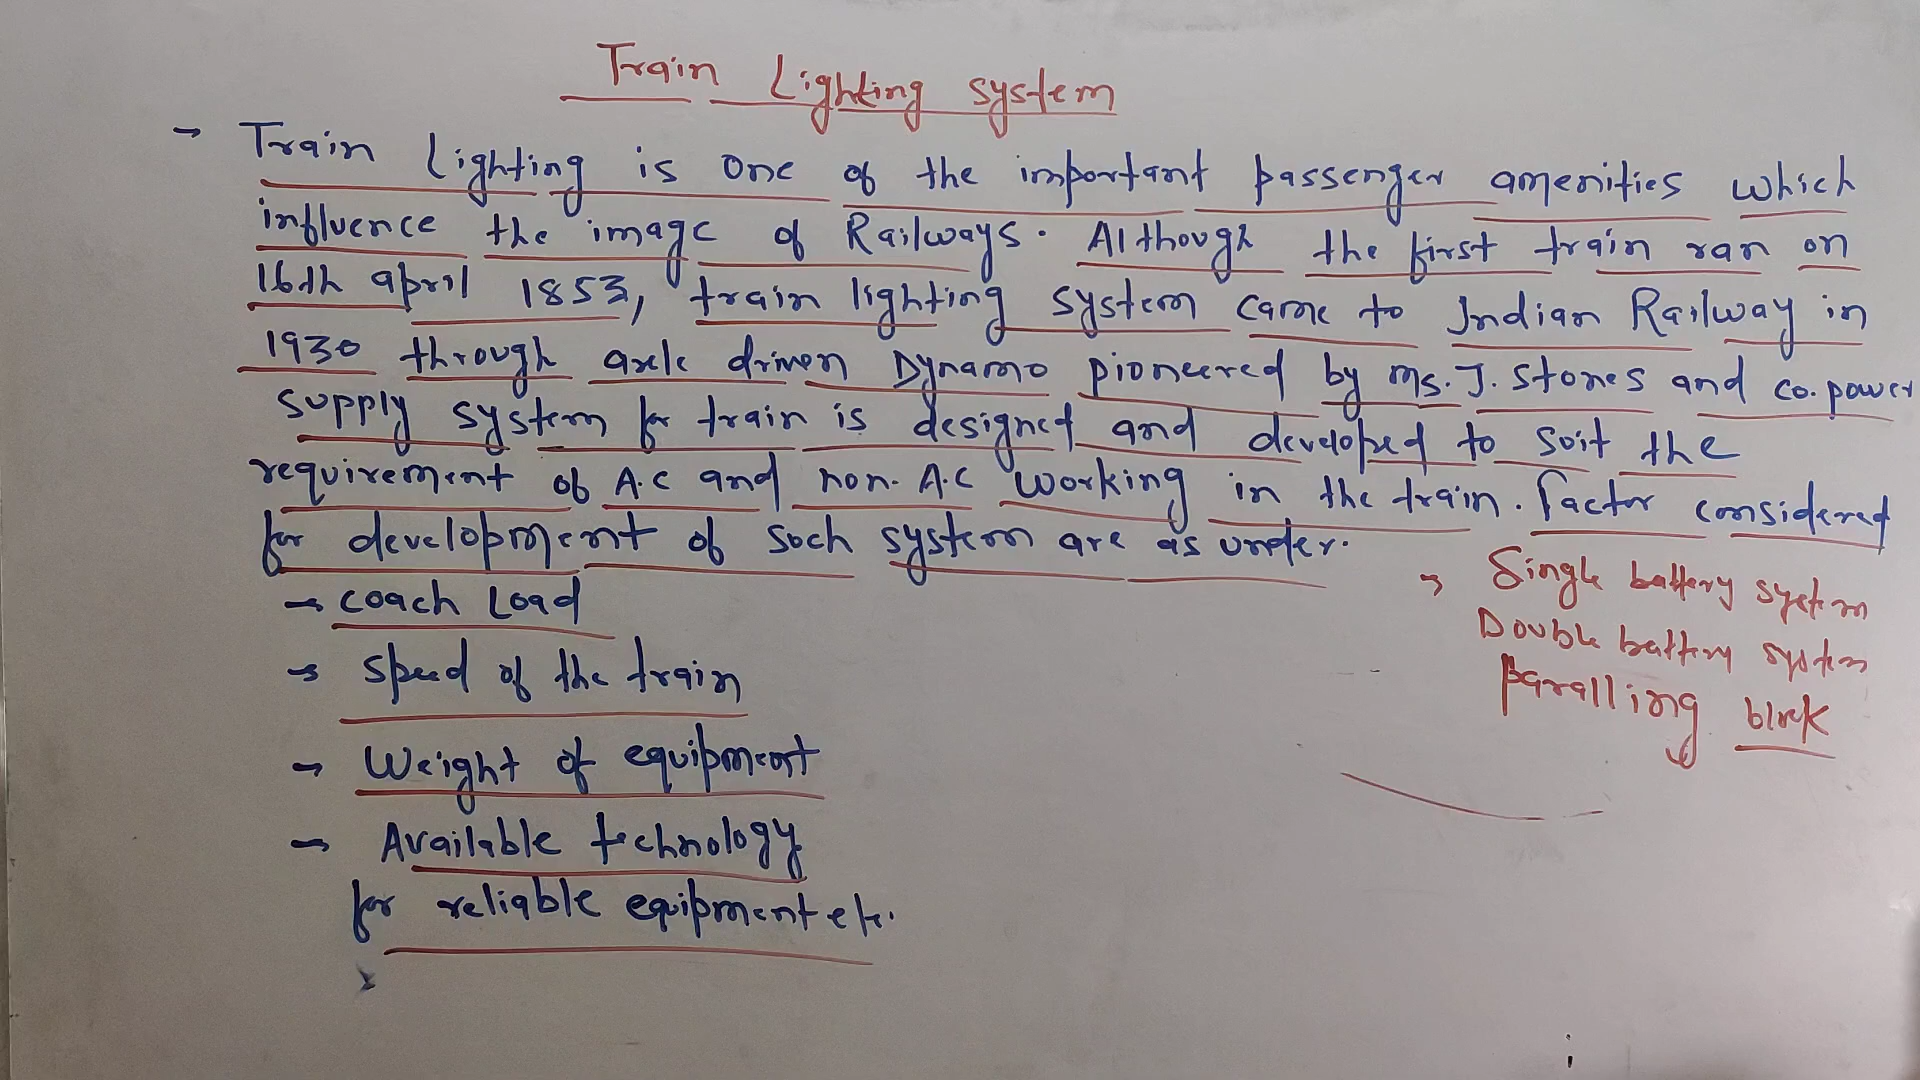 Train Lighting system
→ Train Lighting is one of the important passenger amenities which
influence the image of Railways. Although the first train ran on
16th april 1853, train lighting system came to Indian Railway in
1930 through axle driven Dynamo pioneered by Ms. J. Stones and co. power
supply system for train is designed and developed to suit the
requirement of A.C and non-A.C working in the train. Factor considered
for development of such system are as under.
→ Coach Load
→ Speed of the train
→ Weight of equipment
→ Available technology
for reliable equipment etc.
→ Single battery system
Double battery system
Paralling block